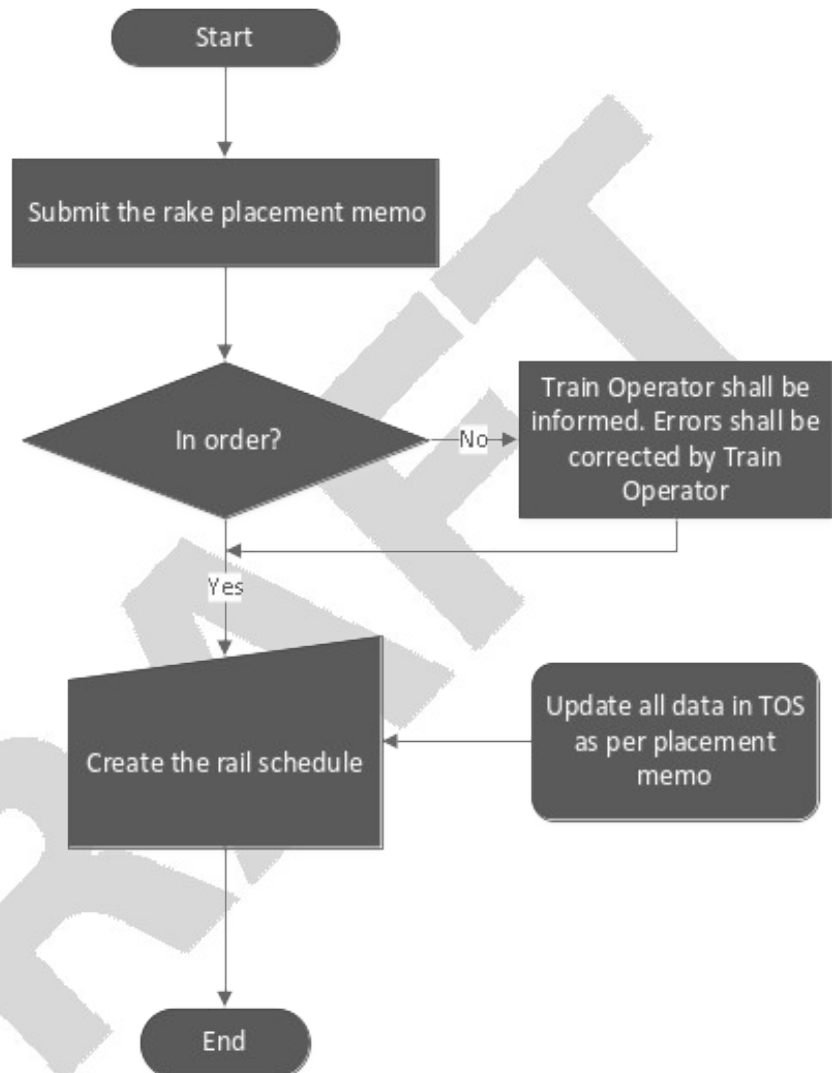 Start
Submit the rake placement memo
In order?
No
Train Operator shall be
informed. Errors shall be
corrected by Train
Operator
Yes
Create the rail schedule
Update all data in TOS
as per placement
memo
End